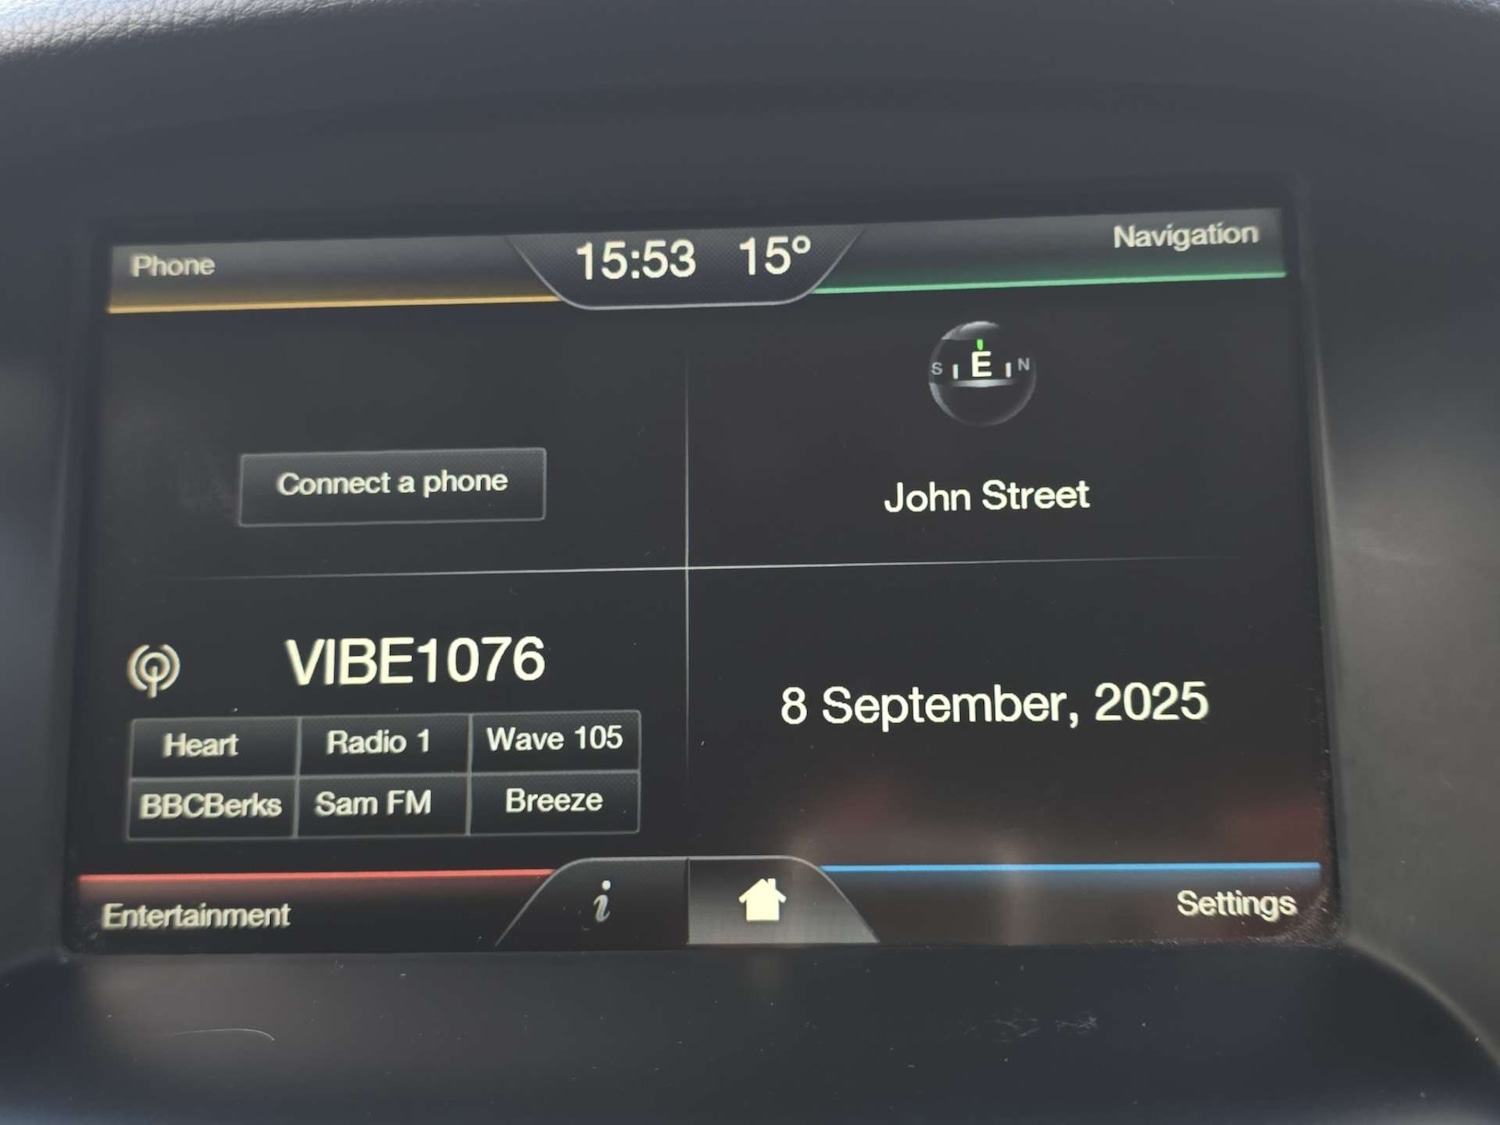 Phone
15:53 15°
Navigation
S E N
Connect a phone
John Street
VIBE1076
Heart Radio 1 Wave 105
BBCBerks Sam FM Breeze
8 September, 2025
Entertainment
i
Settings